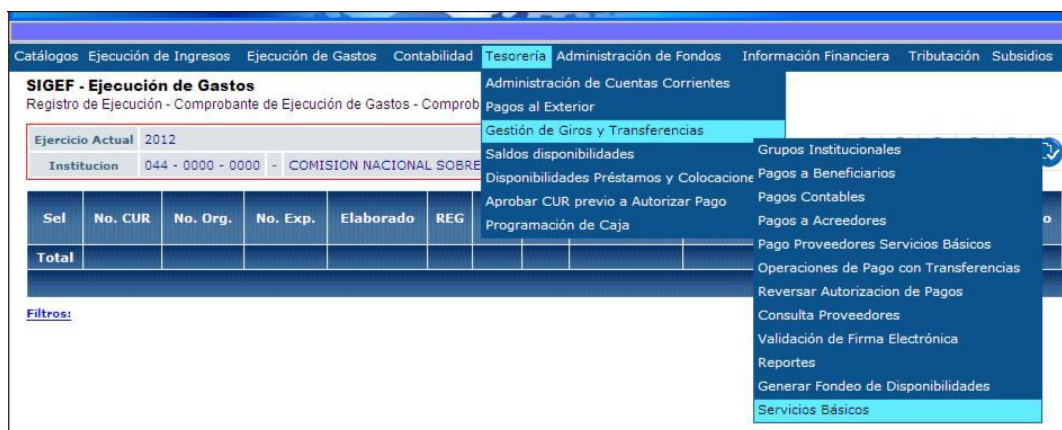 Catálogos Ejecución de Ingresos Ejecución de Gastos Contabilidad Tesorería Administración de Fondos Información Financiera Tributación Subsidios
SIGEF - Ejecución de Gastos
Registro de Ejecución - Comprobante de Ejecución de Gastos - Comprob
Ejercicio Actual 2012
Institucion 044 - 0000 - 0000 - COMISION NACIONAL SOBRE
Sel No. CUR No. Org. No. Exp. Elaborado REG
Total
Filtros:
Administración de Cuentas Corrientes
Pagos al Exterior
Gestión de Giros y Transferencias
Saldos disponibilidades
Disponibilidades Préstamos y Colocacione
Aprobar CUR previo a Autorizar Pago
Programación de Caja
Grupos Institucionales
Pagos a Beneficiarios
Pagos Contables
Pagos a Acreedores
Pago Proveedores Servicios Básicos
Operaciones de Pago con Transferencias
Reversar Autorizacion de Pagos
Consulta Proveedores
Validación de Firma Electrónica
Reportes
Generar Fondeo de Disponibilidades
Servicios Básicos